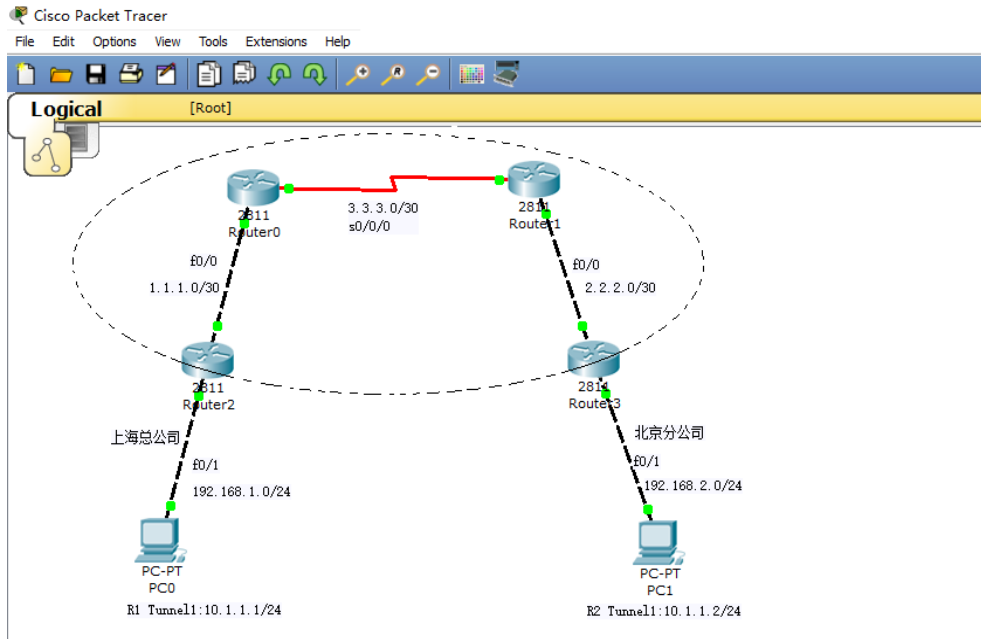 Cisco Packet Tracer
File Edit Options View Tools Extensions Help
Logical [Root]
2811
Router0
3.3.3.0/30
s0/0/0
2811
Router1
f0/0
1.1.1.0/30
f0/0
2.2.2.0/30
2811
Router2
2811
Router3
上海总公司
f0/1
192.168.1.0/24
北京分公司
f0/1
192.168.2.0/24
PC-PT
PC0
R1 Tunnel1:10.1.1.1/24
PC-PT
PC1
R2 Tunnel1:10.1.1.2/24